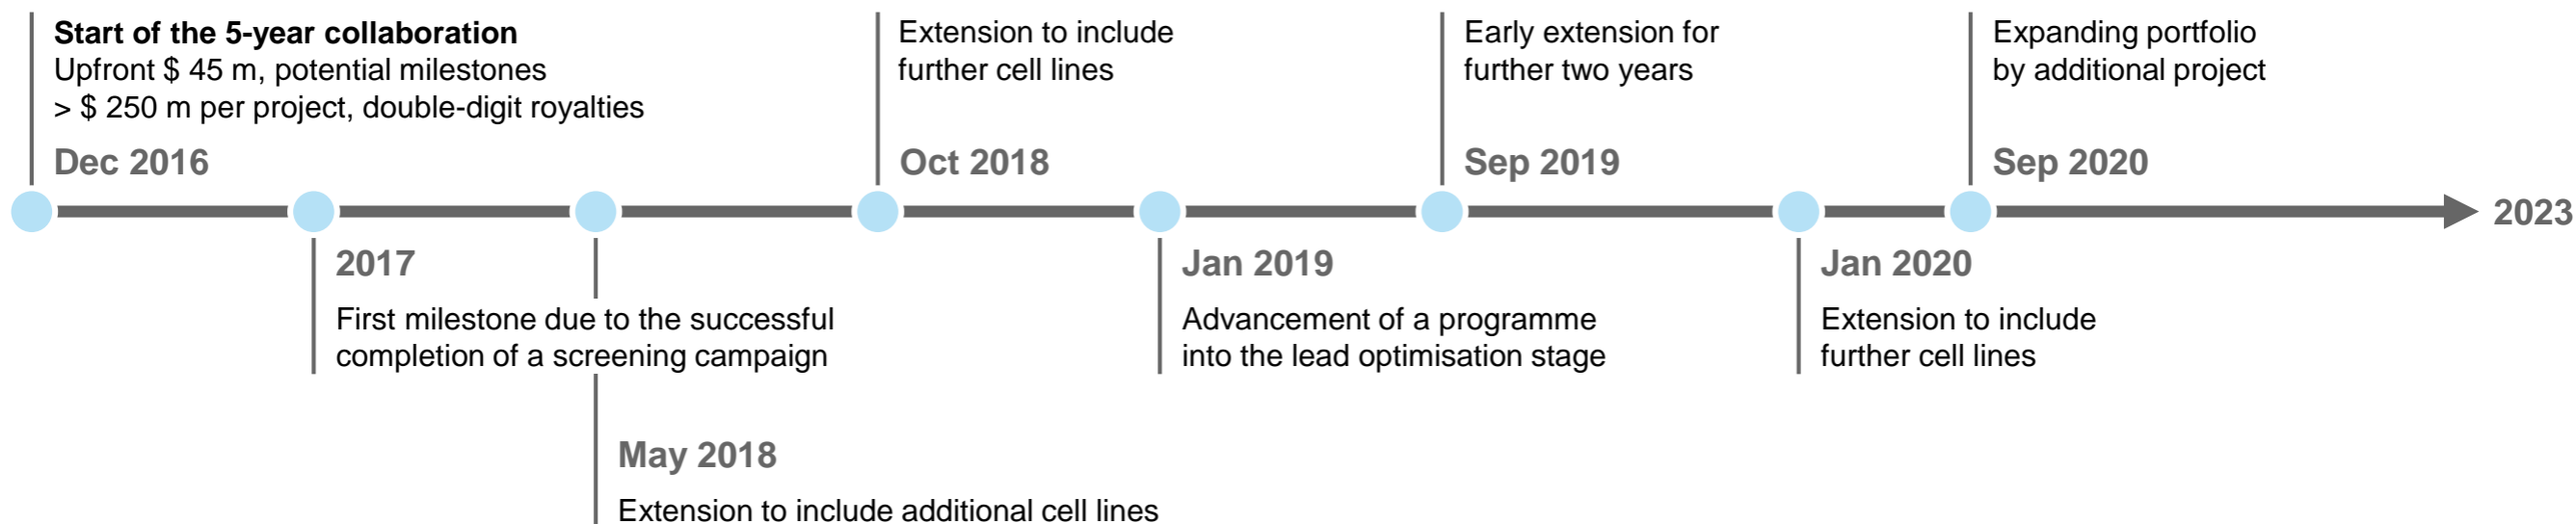 Start of the 5-year collaboration
Upfront $ 45 m, potential milestones
> $ 250 m per project, double-digit royalties
Dec 2016
2017
First milestone due to the successful
completion of a screening campaign
May 2018
Extension to include additional cell lines
Extension to include
further cell lines
Oct 2018
Jan 2019
Advancement of a programme
into the lead optimisation stage
Early extension for
further two years
Sep 2019
Jan 2020
Extension to include
further cell lines
Expanding portfolio
by additional project
Sep 2020
2023